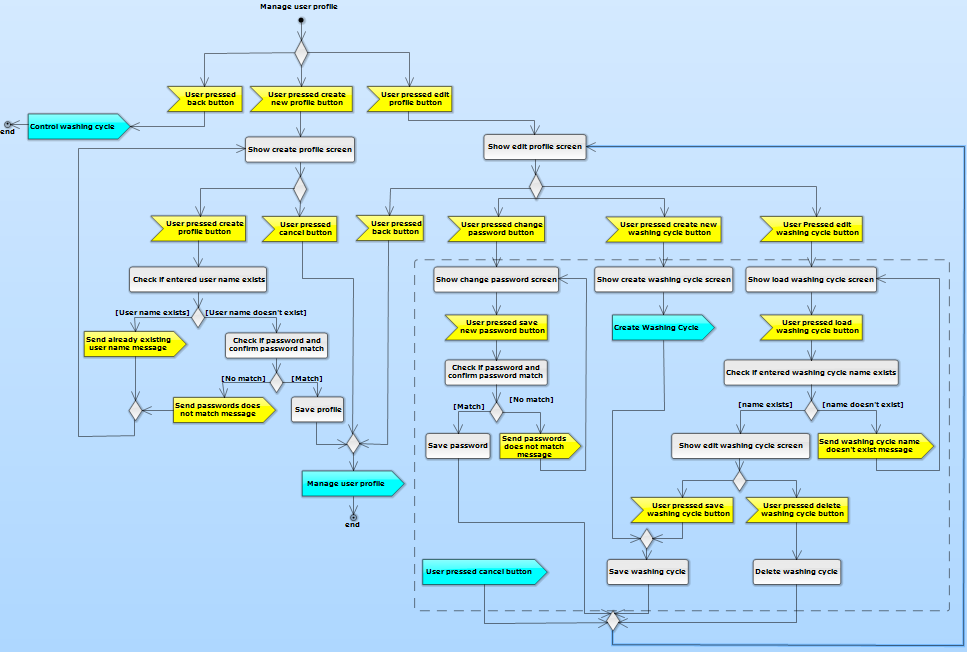 Manage user profile
User pressed
back button
User pressed create
new profile button
User pressed edit
profile button
Control washing cycle
end
Show create profile screen
Show edit profile screen
User pressed create
profile button
User pressed
cancel button
User pressed
back button
User pressed change
password button
User pressed create new
washing cycle button
User Pressed edit
washing cycle button
Check if entered user name exists
Show change password screen
Show create washing cycle screen
Show load washing cycle screen
[User name exists]
[User name doesn't exist]
Send already existing
user name message
Check if password and
confirm password match
User pressed save
new password button
Create Washing Cycle
User pressed load
washing cycle button
Check if password and
confirm password match
Check if entered washing cycle name exists
[No match]
[Match]
Send passwords does
not match message
Save profile
[Match]
[No match]
[name exists]
[name doesn't exist]
Save password
Send passwords
does not match
message
Show edit washing cycle screen
Send washing cycle name
doesn't exist message
Manage user profile
end
User pressed save
washing cycle button
User pressed delete
washing cycle button
User pressed cancel button
Save washing cycle
Delete washing cycle